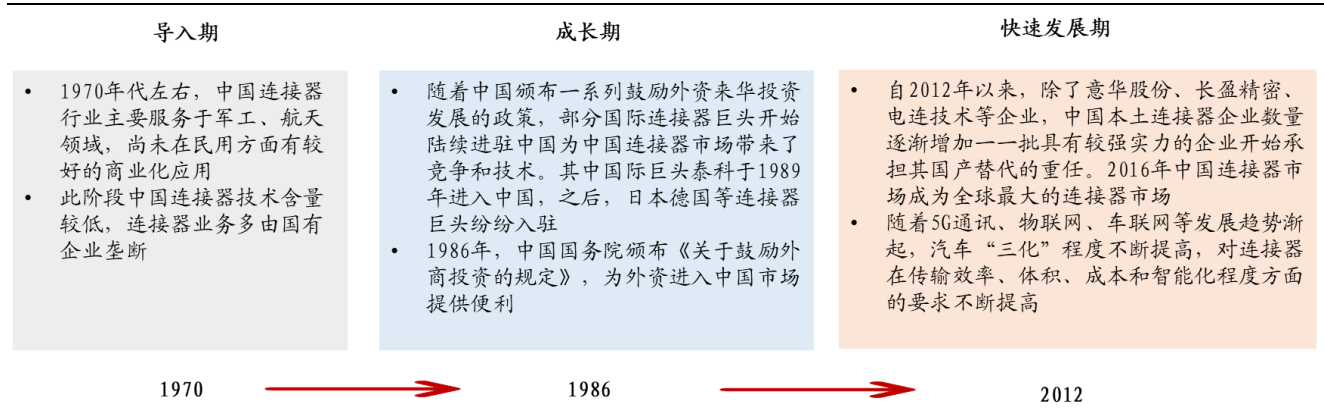 导入期
成长期
快速发展期
• 1970年代左右，中国连接器
行业主要服务于军工、航天
领域，尚未在民用方面有较
好的商业化应用
• 此阶段中国连接器技术含量
较低，连接器业务多由国有
企业垄断
• 随着中国颁布一系列鼓励外资来华投资
发展的政策，部分国际连接器巨头开始
陆续进驻中国为中国连接器市场带来了
竞争和技术。其中国际巨头泰科于1989
年进入中国，之后，日本德国等连接器
巨头纷纷入驻
• 1986年，中国国务院颁布《关于鼓励外
商投资的规定》，为外资进入中国市场
提供便利
• 自2012年以来，除了意华股份、长盈精密、
电连技术等企业，中国本土连接器企业数量
逐渐增加一一批具有较强实力的企业开始承
担其国产替代的重任。2016年中国连接器市
场成为全球最大的连接器市场
• 随着5G通讯、物联网、车联网等发展趋势渐
起，汽车“三化”程度不断提高，对连接器
在传输效率、体积、成本和智能化程度方面
的要求不断提高
1970
1986
2012